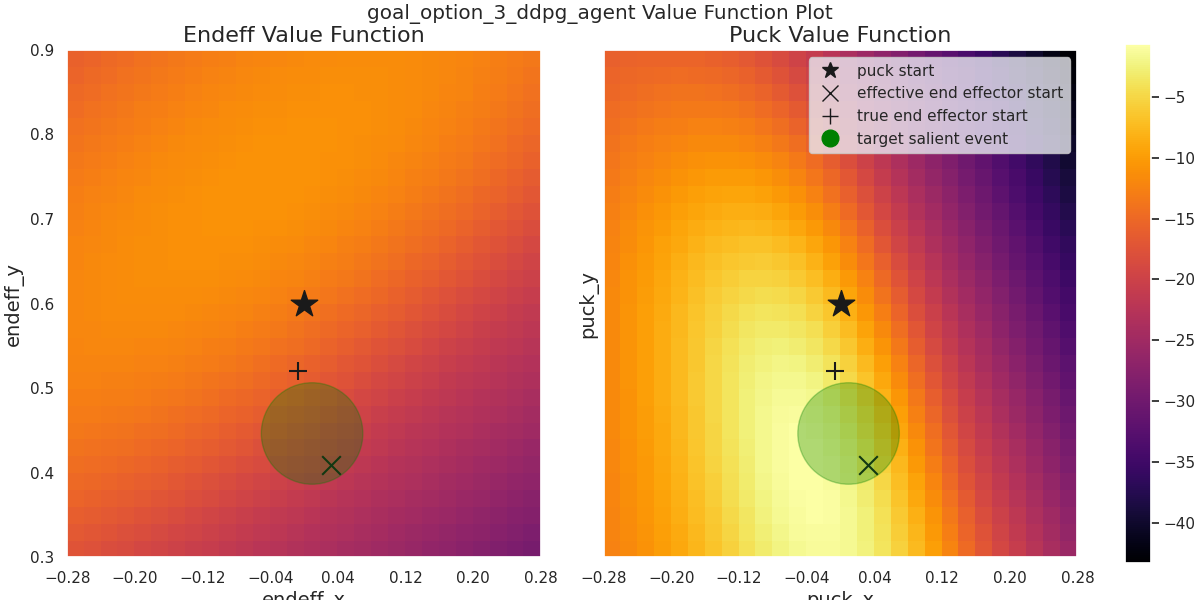 goal_option_3_ddpg_agent Value Function Plot
Endeff Value Function
Puck Value Function
puck start
effective end effector start
true end effector start
target salient event
0.9
0.8
0.7
0.6
0.5
0.4
0.3
endeff_y
−0.28 −0.20 −0.12 −0.04 0.04 0.12 0.20 0.28
endeff_x
puck_y
−0.28 −0.20 −0.12 −0.04 0.04 0.12 0.20 0.28
puck_x
−5
−10
−15
−20
−25
−30
−35
−40